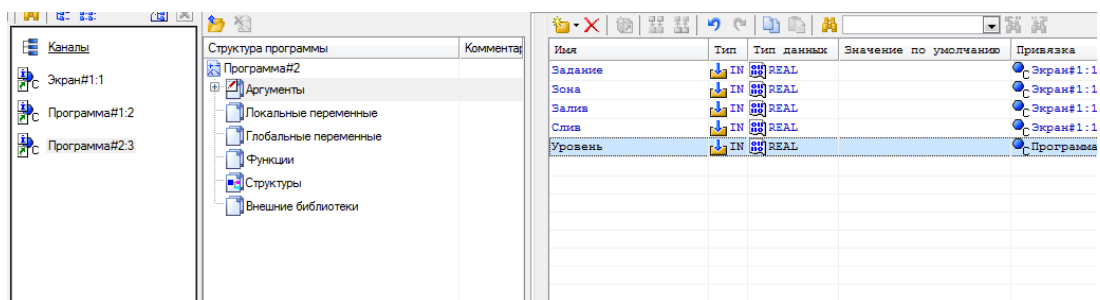 Каналы
Экран#1:1
Программа#1:2
Программа#2:3
Структура программы Коммента
Программа#2
Аргументы
Локальные переменные
Глобальные переменные
Функции
Структуры
Внешние библиотеки
Имя Тип Тип данных Значение по умолчанию Привязка
Задание IN REAL Экран#1:1
Зона IN REAL Экран#1:1
Залив IN REAL Экран#1:1
Слив IN REAL Экран#1:1
Уровень IN REAL Программа